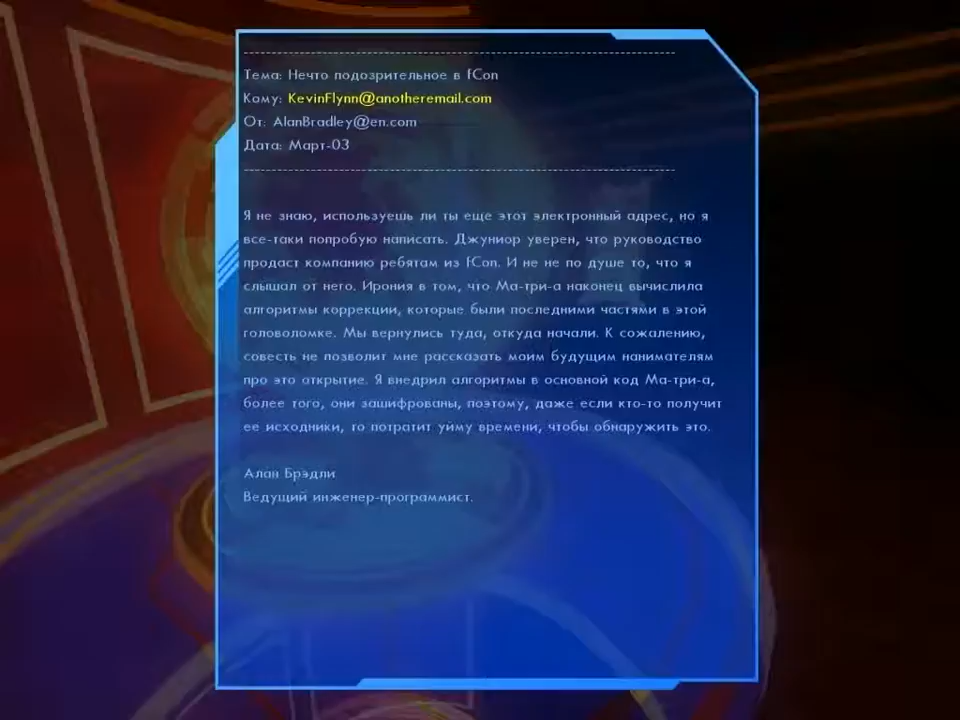 --------------------------------------------------------------------------------
Тема: Нечто подозрительное в fCon
Кому: KevinFlynn@anotheremail.com
От: AlanBradley@en.com
Дата: Март-03
--------------------------------------------------------------------------------
Я не знаю, используешь ли ты еще этот электронный адрес, но я
все-таки попробую написать. Джуниор уверен, что руководство
продаст компанию ребятам из fCon. И не не по душе то, что я
слышал от него. Ирония в том, что Ма-три-а наконец вычислила
алгоритмы коррекции, которые были последними частями в этой
головоломке. Мы вернулись туда, откуда начали. К сожалению,
совесть не позволит мне рассказать моим будущим нанимателям
про это открытие. Я внедрил алгоритмы в основной код Ма-три-а,
более того, они зашифрованы, поэтому, даже если кто-то получит
ее исходники, то потратит уйму времени, чтобы обнаружить это.
Алан Брэдли
Ведущий инженер-программист.